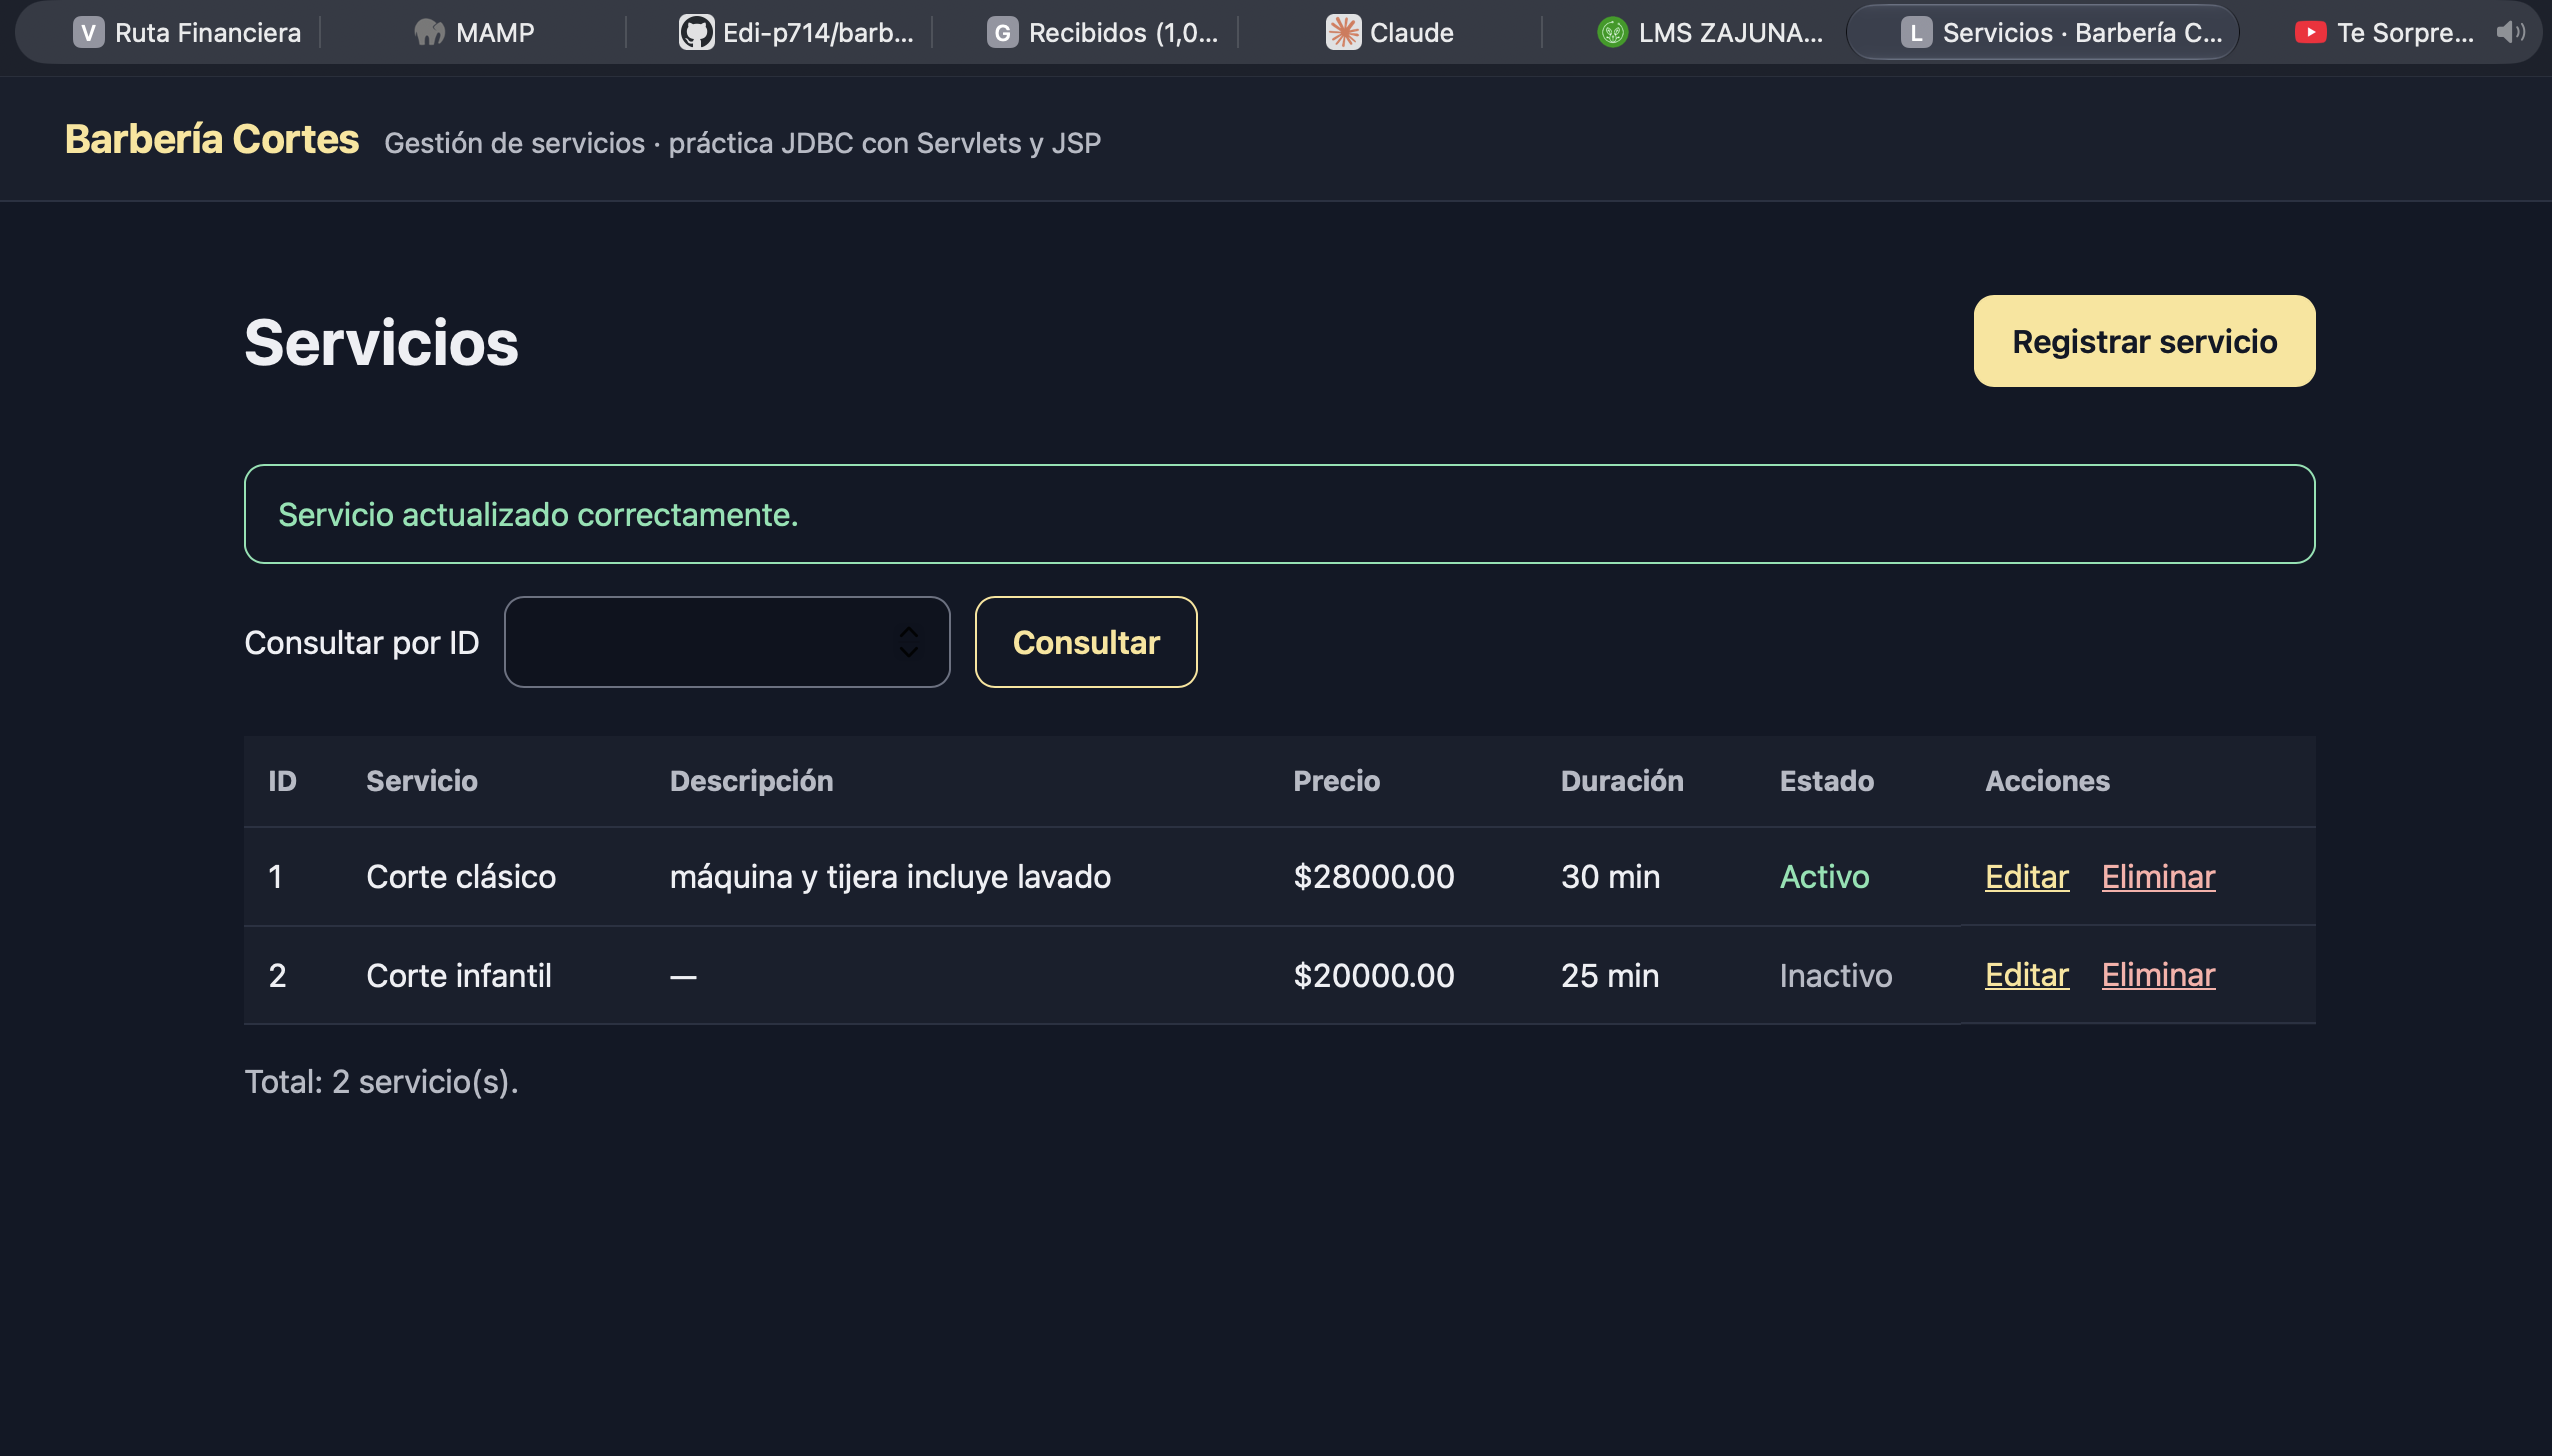 V Ruta Financiera
MAMP
Edi-p714/barb...
G Recibidos (1,0...
Claude
LMS ZAJUNA...
L Servicios · Barbería C...
Te Sorpre...
Barbería Cortes Gestión de servicios · práctica JDBC con Servlets y JSP
Servicios
Registrar servicio
Servicio actualizado correctamente.
Consultar por ID
Consultar
ID Servicio Descripción Precio Duración Estado Acciones
1 Corte clásico máquina y tijera incluye lavado $28000.00 30 min Activo Editar Eliminar
2 Corte infantil — $20000.00 25 min Inactivo Editar Eliminar
Total: 2 servicio(s).